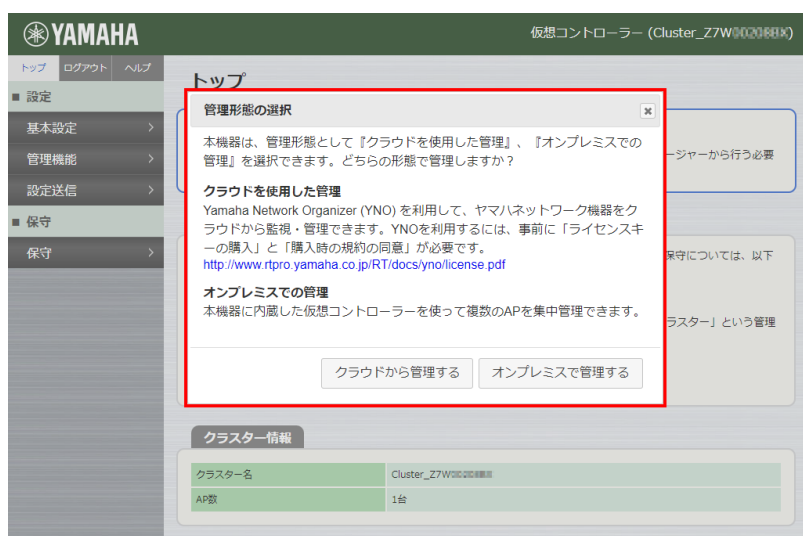 YAMAHA
仮想コントローラー (Cluster_Z7W
トップ ログアウト ヘルプ
トップ
■ 設定
基本設定
管理機能
設定送信
■ 保守
保守
管理形態の選択
本機器は、管理形態として『クラウドを使用した管理』、『オンプレミスでの
管理』を選択できます。どちらの形態で管理しますか？
クラウドを使用した管理
Yamaha Network Organizer (YNO) を利用して、ヤマハネットワーク機器をク
ラウドから監視・管理できます。YNOを利用するには、事前に「ライセンスキ
ーの購入」と「購入時の規約の同意」が必要です。
http://www.rtpro.yamaha.co.jp/RT/docs/yno/license.pdf
オンプレミスでの管理
本機器に内蔵した仮想コントローラーを使って複数のAPを集中管理できます。
クラウドから管理する オンプレミスで管理する
ージャーから行う必要
保守については、以下
ラスター」という管理
クラスター情報
クラスター名 Cluster_Z7W
AP数 1台